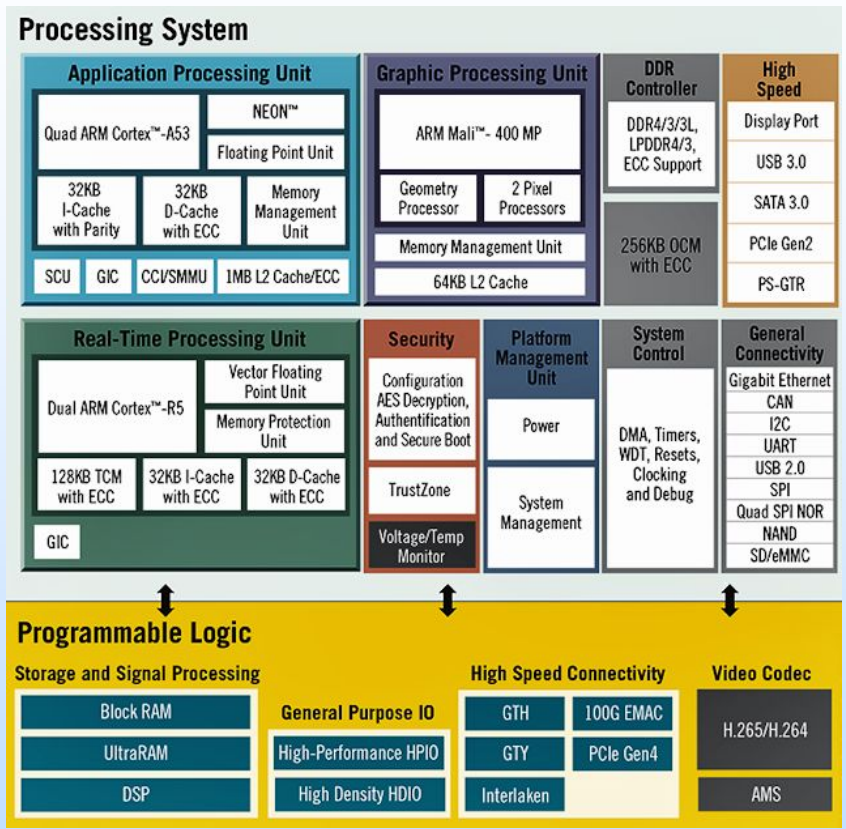 Processing System
Application Processing Unit
Quad ARM Cortex™-A53
NEON™
Floating Point Unit
32KB
I-Cache
with Parity
32KB
D-Cache
with ECC
Memory
Management
Unit
SCU
GIC
CCI/SMMU
1MB L2 Cache/ECC
Graphic Processing Unit
ARM Mali™- 400 MP
Geometry
Processor
2 Pixel
Processors
Memory Management Unit
64KB L2 Cache
DDR
Controller
DDR4/3/3L,
LPDDR4/3,
ECC Support
256KB OCM
with ECC
High
Speed
Display Port
USB 3.0
SATA 3.0
PCIe Gen2
PS-GTR
Real-Time Processing Unit
Dual ARM Cortex™-R5
Vector Floating
Point Unit
Memory Protection
Unit
128KB TCM
with ECC
32KB I-Cache
with ECC
32KB D-Cache
with ECC
GIC
Security
Configuration
AES Decryption,
Authentification
and Secure Boot
TrustZone
Voltage/Temp
Monitor
Platform
Management
Unit
Power
System
Management
System
Control
DMA, Timers,
WDT, Resets,
Clocking
and Debug
General
Connectivity
Gigabit Ethernet
CAN
I2C
UART
USB 2.0
SPI
Quad SPI NOR
NAND
SD/eMMC
Programmable Logic
Storage and Signal Processing
Block RAM
UltraRAM
DSP
General Purpose IO
High-Performance HPIO
High Density HDIO
High Speed Connectivity
GTH
100G EMAC
GTY
PCIe Gen4
Interlaken
Video Codec
H.265/H.264
AMS